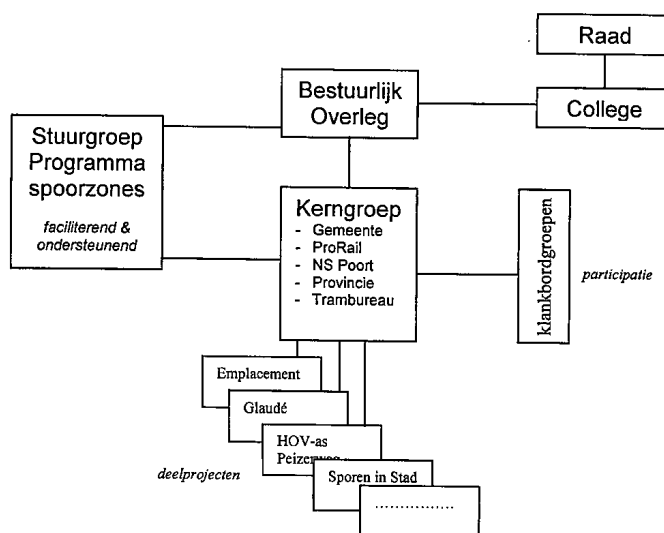 Raad
College
Bestuurlijk
Overleg
Stuurgroep
Programma
spoorzones
faciliterend &
ondersteunend
Kerngroep
- Gemeente
- ProRail
- NS Poort
- Provincie
- Trambureau
klankbordgroepen
participatie
Emplacement
Glaudé
HOV-as
Peizerweg
Sporen in Stad
................
deelprojecten